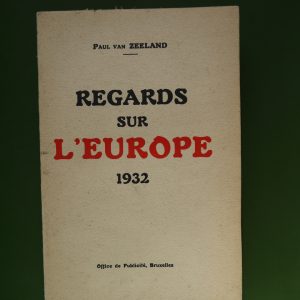 Paul van ZEELAND
REGARDS
SUR
L'EUROPE
1932
Office de Publicité, Bruxelles